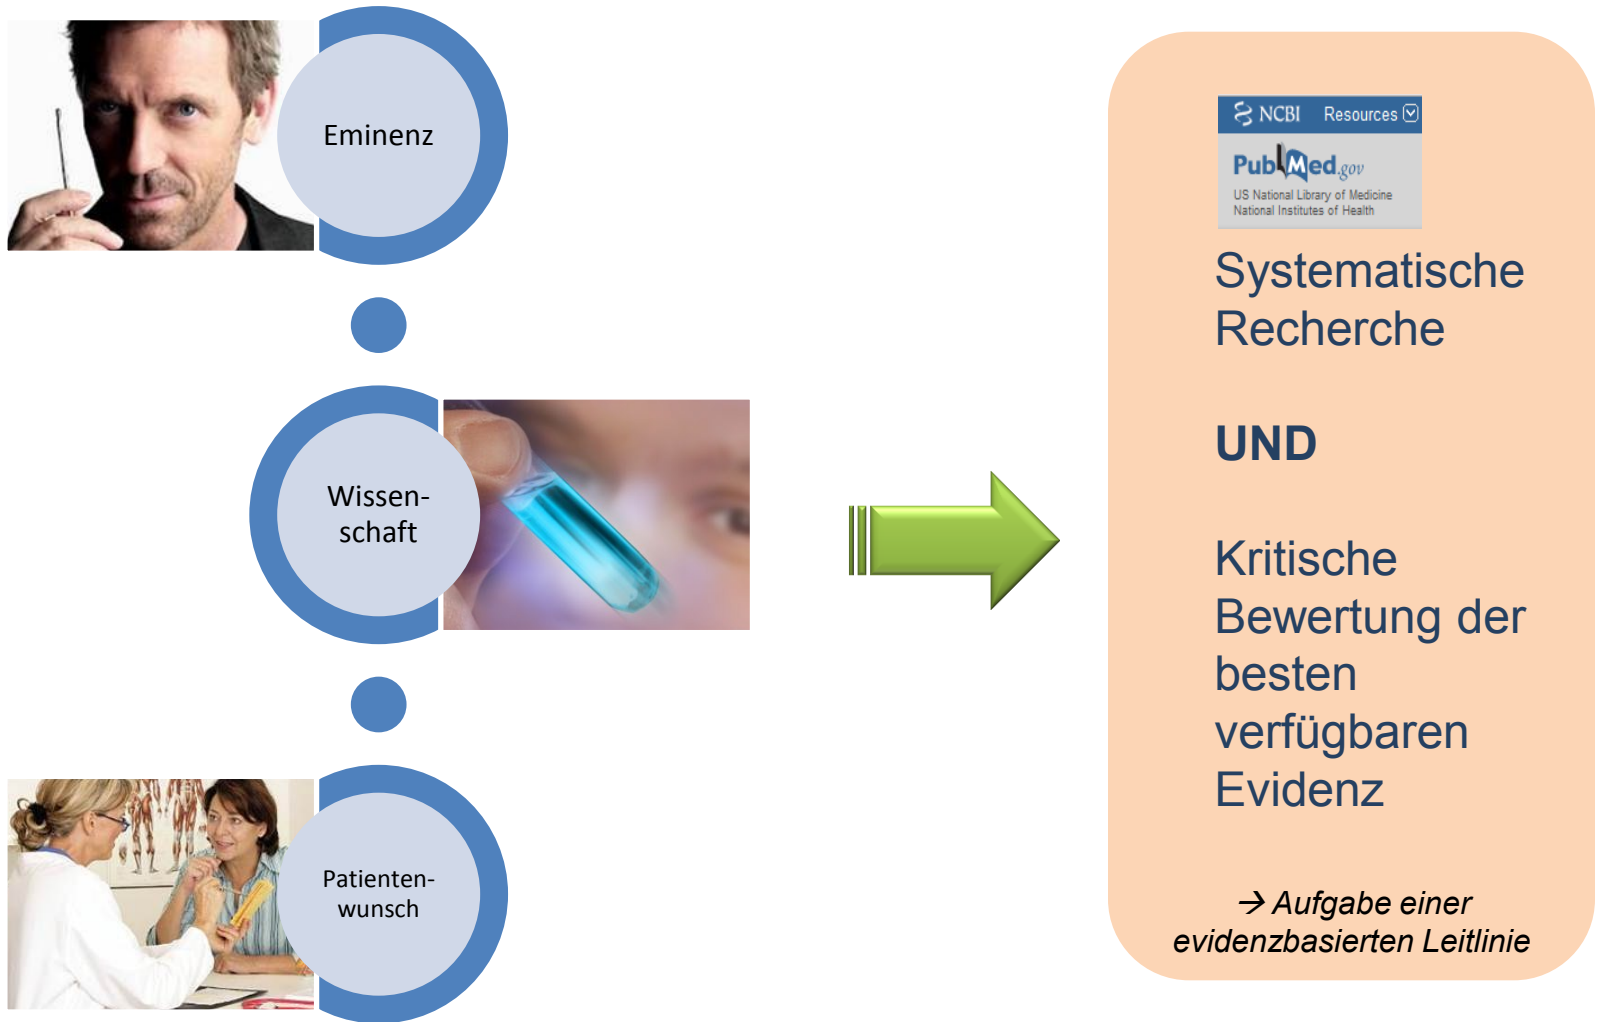 Eminenz
Wissen-
schaft
Patienten-
wunsch
NCBI Resources
PubMed.gov
US National Library of Medicine
National Institutes of Health
Systematische
Recherche
UND
Kritische
Bewertung der
besten
verfügbaren
Evidenz
→ Aufgabe einer
evidenzbasierten Leitlinie